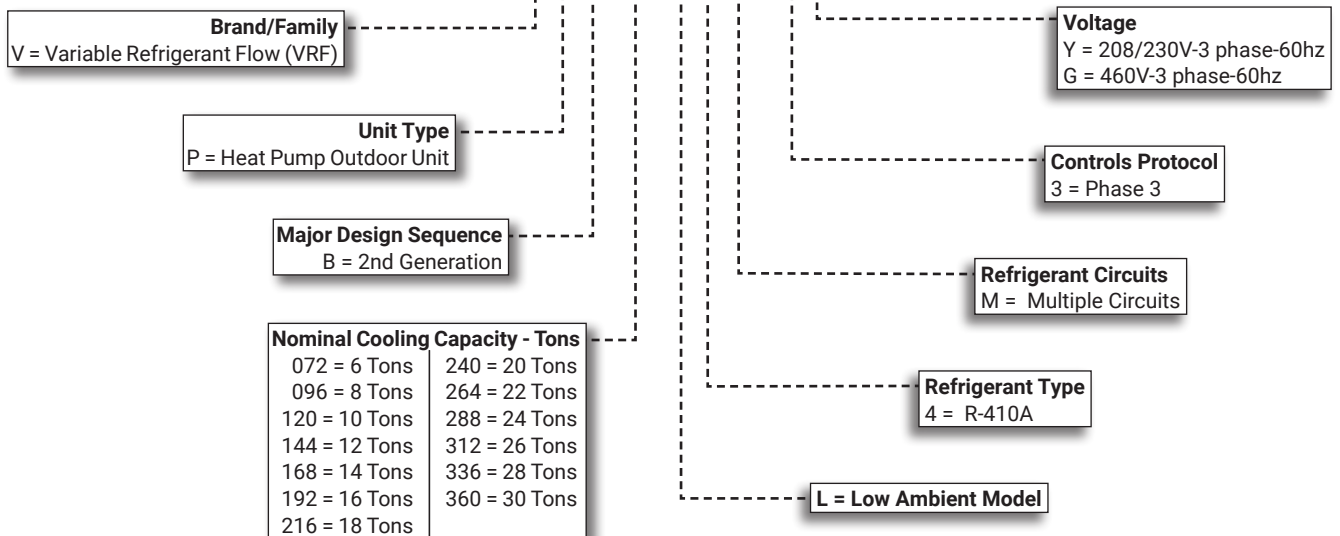 Brand/Family
V = Variable Refrigerant Flow (VRF)
Unit Type
P = Heat Pump Outdoor Unit
Major Design Sequence
B = 2nd Generation
Nominal Cooling Capacity - Tons
072 = 6 Tons
096 = 8 Tons
120 = 10 Tons
144 = 12 Tons
168 = 14 Tons
192 = 16 Tons
216 = 18 Tons
240 = 20 Tons
264 = 22 Tons
288 = 24 Tons
312 = 26 Tons
336 = 28 Tons
360 = 30 Tons
Voltage
Y = 208/230V-3 phase-60hz
G = 460V-3 phase-60hz
Controls Protocol
3 = Phase 3
Refrigerant Circuits
M = Multiple Circuits
Refrigerant Type
4 = R-410A
L = Low Ambient Model